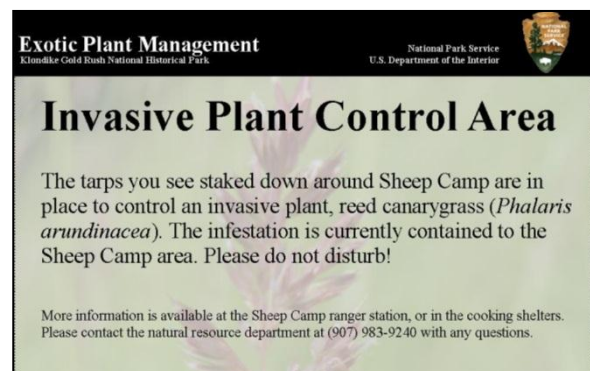 Exotic Plant Management
Klondike Gold Rush National Historical Park
National Park Service
U.S. Department of the Interior
NATIONAL
PARK
SERVICE
Invasive Plant Control Area
The tarps you see staked down around Sheep Camp are in
place to control an invasive plant, reed canarygrass (Phalaris
arundinacea). The infestation is currently contained to the
Sheep Camp area. Please do not disturb!
More information is available at the Sheep Camp ranger station, or in the cooking shelters.
Please contact the natural resource department at (907) 983-9240 with any questions.